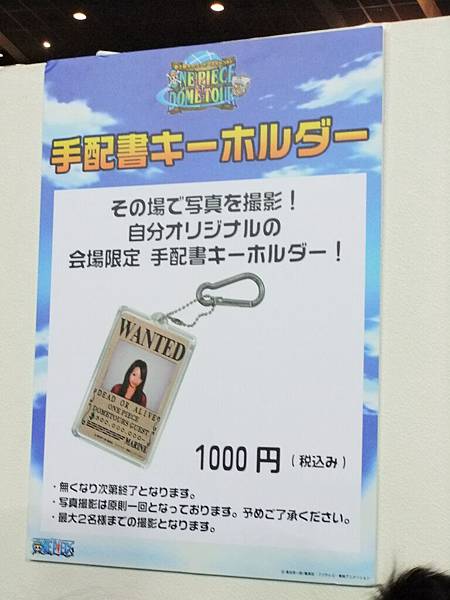 ONE PIECE
DOME TOUR
手配書キーホルダー
その場で写真を撮影！
自分オリジナルの
会場限定 手配書キーホルダー！
WANTED
DEAD OR ALIVE
ONE PIECE
DOMETOURS GUEST
MARINE
1000円（税込み）
・無くなり次第終了となります。
・写真撮影は原則一回となっております。予めご了承ください。
・最大2名様までの撮影となります。
ONE PIECE